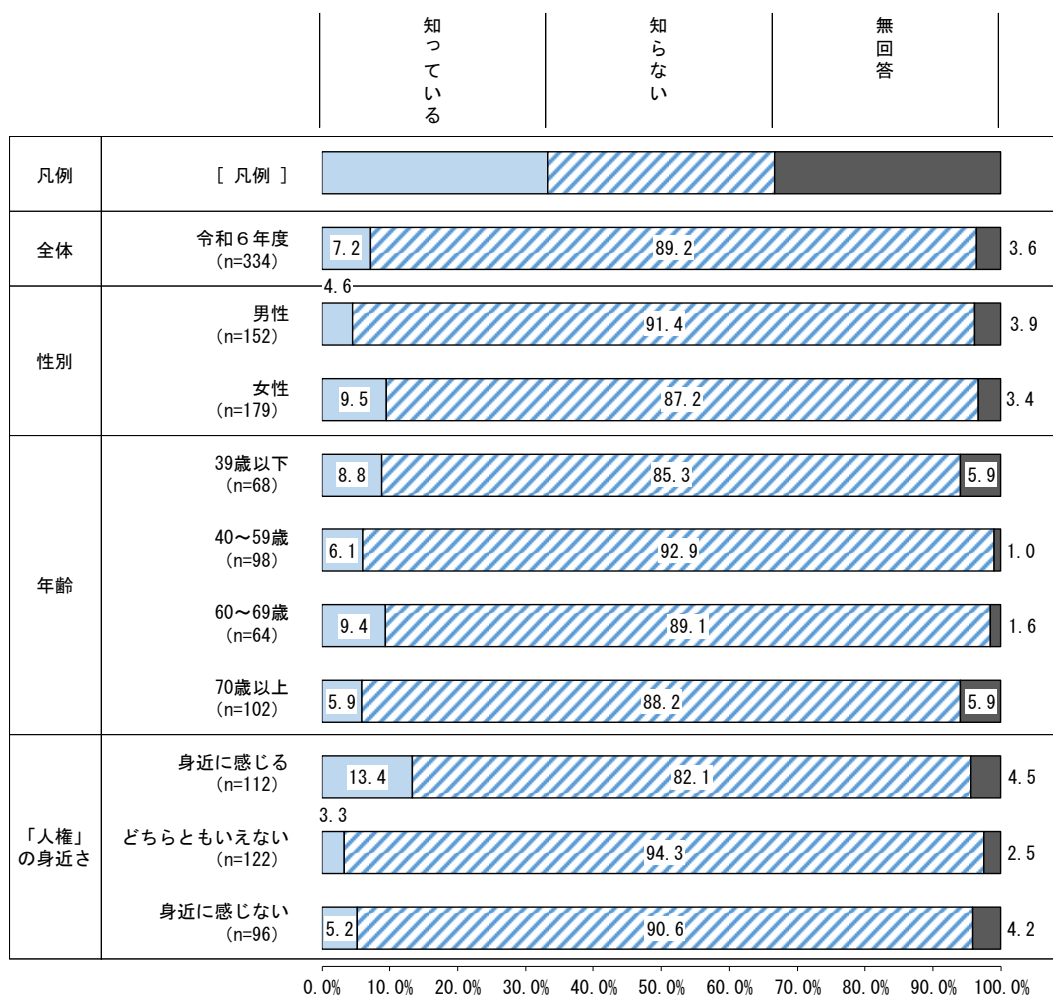 知っている
知らない
無回答
凡例
[ 凡例 ]
全体
令和６年度
(n=334)
7.2
89.2
3.6
性別
男性
(n=152)
4.6
91.4
3.9
女性
(n=179)
9.5
87.2
3.4
年齢
39歳以下
(n=68)
8.8
85.3
5.9
40～59歳
(n=98)
6.1
92.9
1.0
60～69歳
(n=64)
9.4
89.1
1.6
70歳以上
(n=102)
5.9
88.2
5.9
「人権」
の身近さ
身近に感じる
(n=112)
13.4
82.1
4.5
どちらともいえない
(n=122)
3.3
94.3
2.5
身近に感じない
(n=96)
5.2
90.6
4.2
0.0% 10.0% 20.0% 30.0% 40.0% 50.0% 60.0% 70.0% 80.0% 90.0% 100.0%